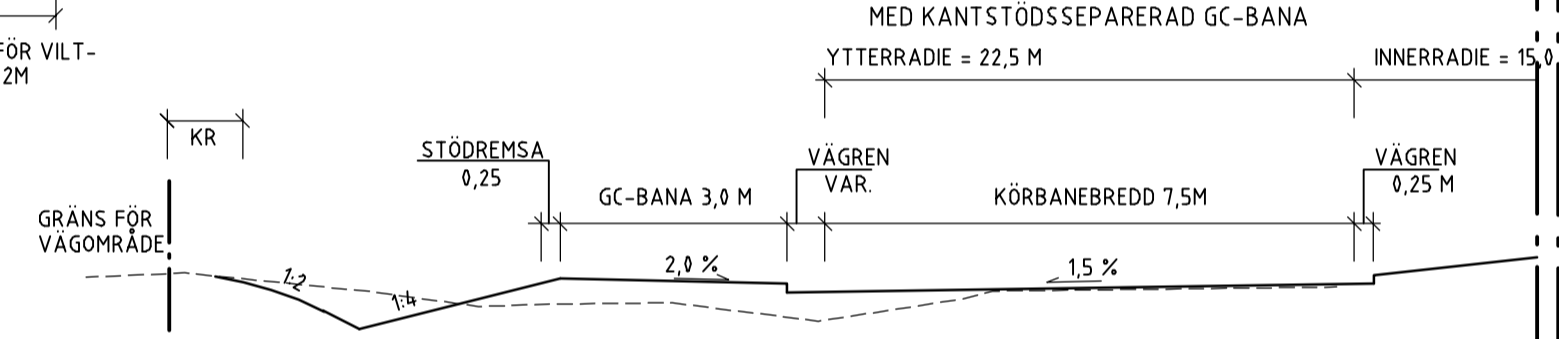 MED KANTSTÖDSSEPARERAD GC-BANA
FÖR VILT-
2M
YTTERRADIE = 22,5 M
INNERRADIE = 15,0
KR
STÖDREMSA
0,25
VÄGREN
VAR.
VÄGREN
0,25 M
GC-BANA 3,0 M
KÖRBANEBREDD 7,5M
GRÄNS FÖR
VÄGOMRÅDE
1:2
1:4
2,0 %
1,5 %